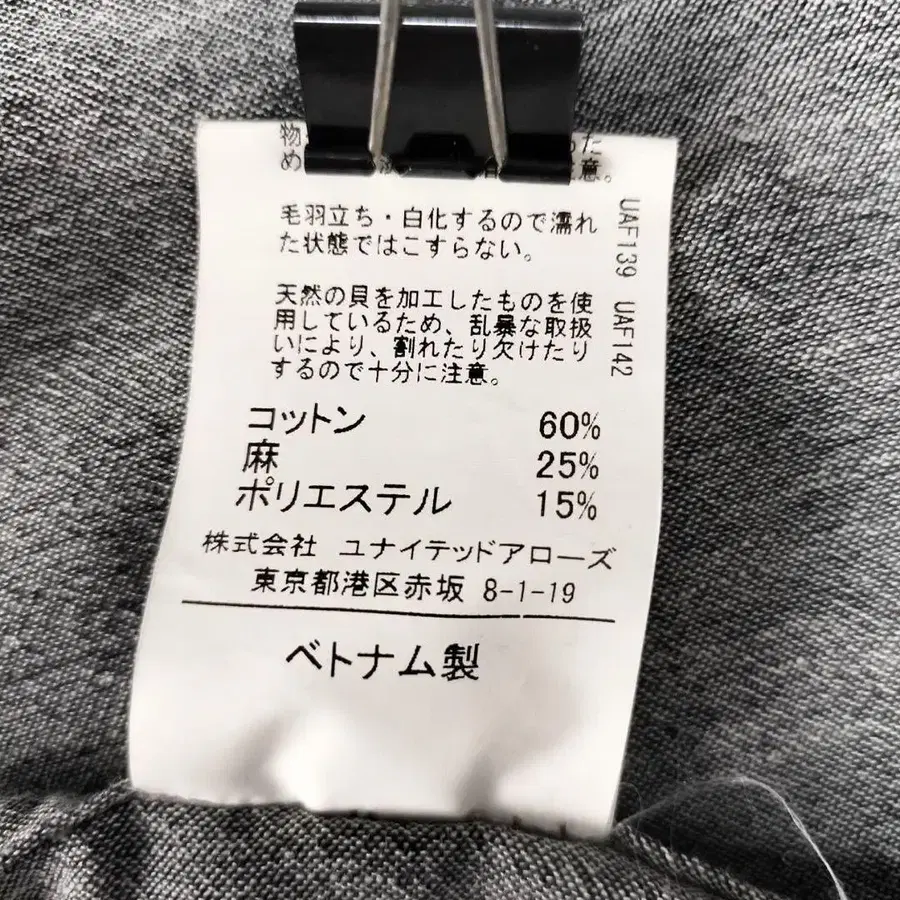 物
め 注意。
毛羽立ち・白化するので濡れ
た状態ではこすらない。
天然の貝を加工したものを使
用しているため、乱暴な取扱
いにより、割れたり欠けたり
するので十分に注意。
コットン 60%
麻 25%
ポリエステル 15%
株式会社 ユナイテッドアローズ
東京都港区赤坂 8-1-19
ベトナム製
UAF139 UAF142